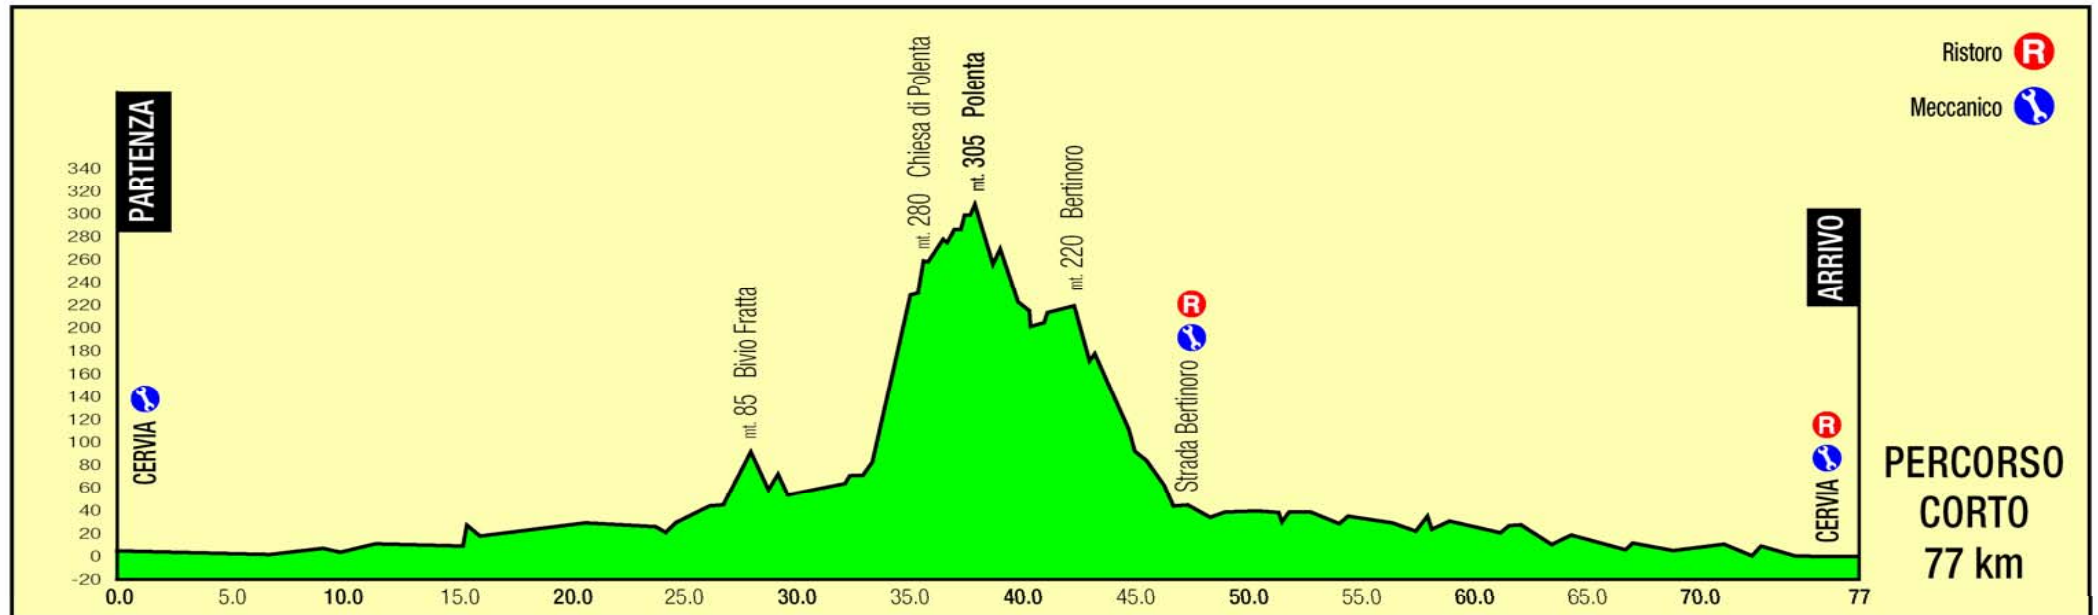 Ristoro R
Meccanico
PARTENZA
mt. 280 Chiesa di Polenta
mt. 305 Polenta
mt. 220 Bertinoro
mt. 85 Bivio Fratta
R
Strada Bertinoro
ARRIVO
CERVIA
R
CERVIA
340
320
300
280
260
240
220
200
180
160
140
120
100
80
60
40
20
0
-20
0.0 5.0 10.0 15.0 20.0 25.0 30.0 35.0 40.0 45.0 50.0 55.0 60.0 65.0 70.0 77
PERCORSO
CORTO
77 km